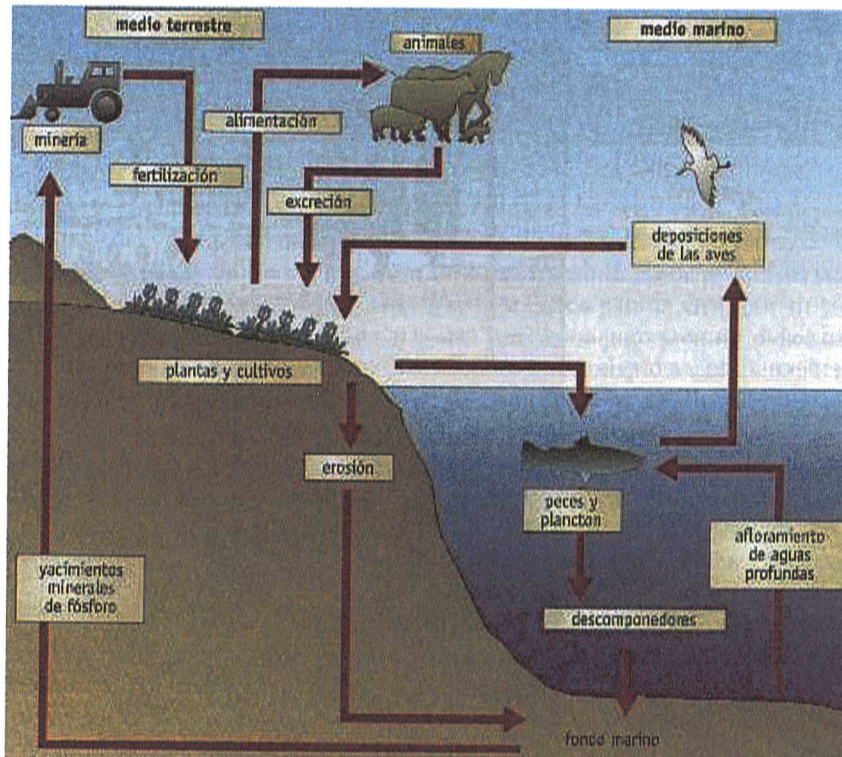 medio terrestre
animales
medio marino
minería
alimentación
fertilización
excreción
deposiciones
de las aves
plantas y cultivos
erosión
peces y
plancton
afloramiento
de aguas
profundas
yacimientos
minerales
de fósforo
descomponedores
fondo marino